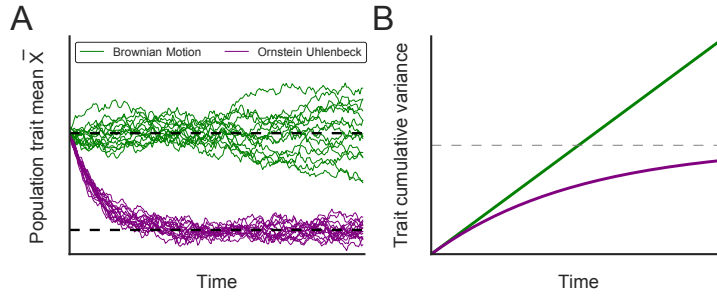 A
Population trait mean X̅
Brownian Motion
Ornstein Uhlenbeck
Time
B
Trait cumulative variance
Time